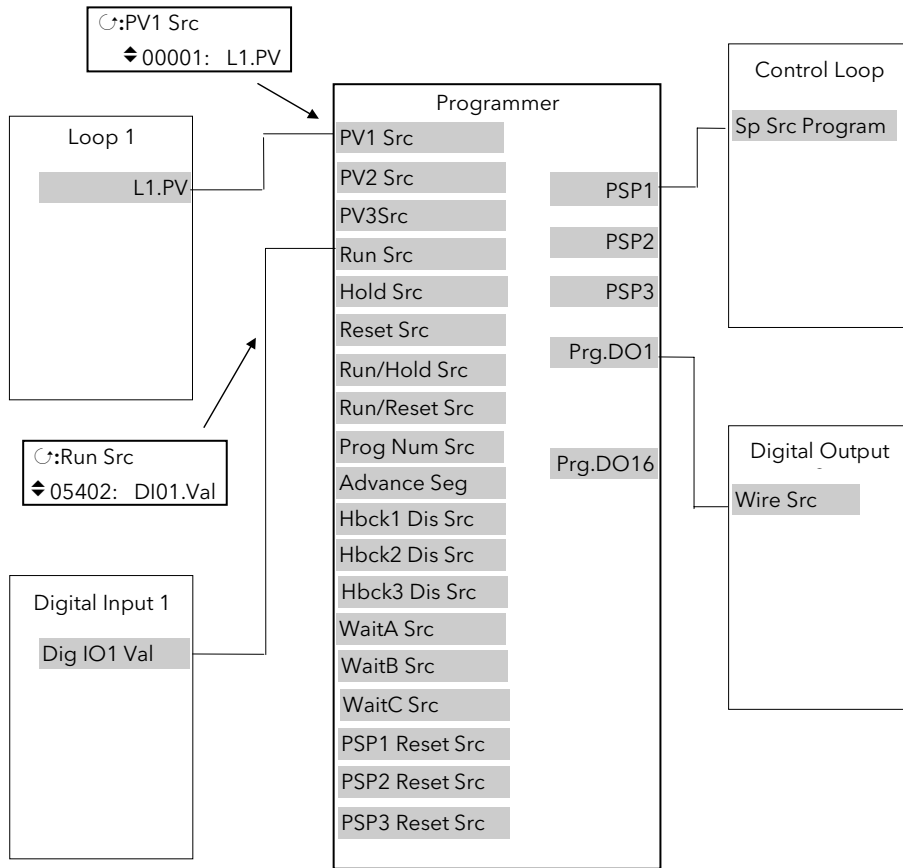 :PV1 Src
00001: L1.PV
Loop 1
L1.PV
:Run Src
05402: DI01.Val
Digital Input 1
Dig IO1 Val
Programmer
PV1 Src
PV2 Src
PV3Src
Run Src
Hold Src
Reset Src
Run/Hold Src
Run/Reset Src
Prog Num Src
Advance Seg
Hbck1 Dis Src
Hbck2 Dis Src
Hbck3 Dis Src
WaitA Src
WaitB Src
WaitC Src
PSP1 Reset Src
PSP2 Reset Src
PSP3 Reset Src
PSP1
PSP2
PSP3
Prg.DO1
Prg.DO16
Control Loop
Sp Src Program
Digital Output
Wire Src